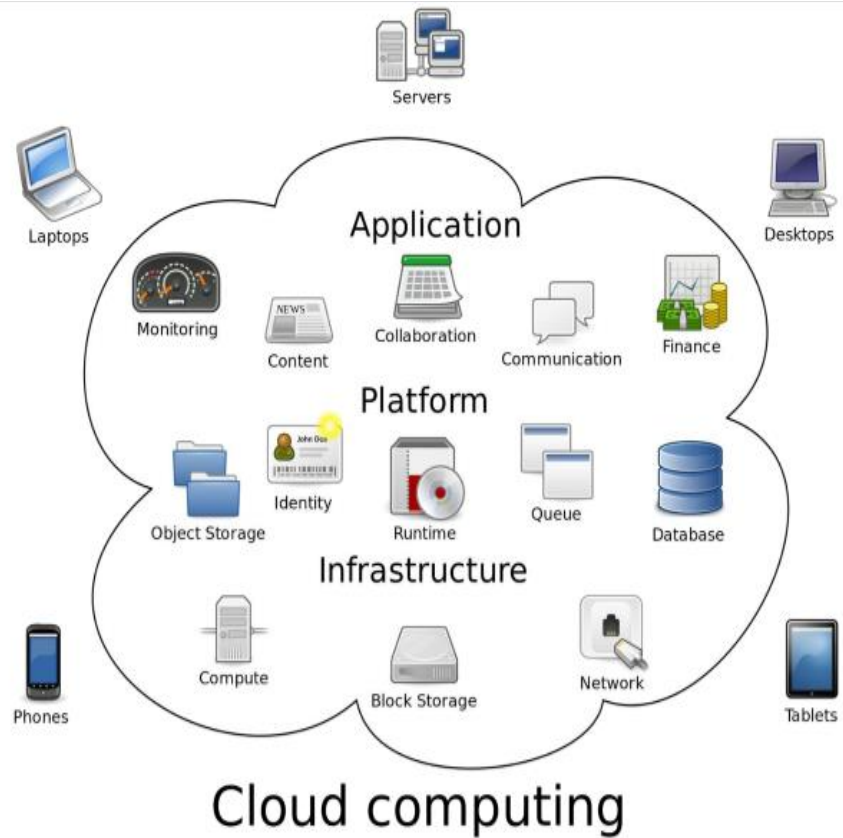 Servers
Laptops
Desktops
Application
Monitoring
NEWS
Content
Collaboration
Communication
Finance
Platform
John Doe
Object Storage
Identity
Runtime
Queue
Database
Infrastructure
Compute
Block Storage
Network
Phones
Tablets
Cloud computing